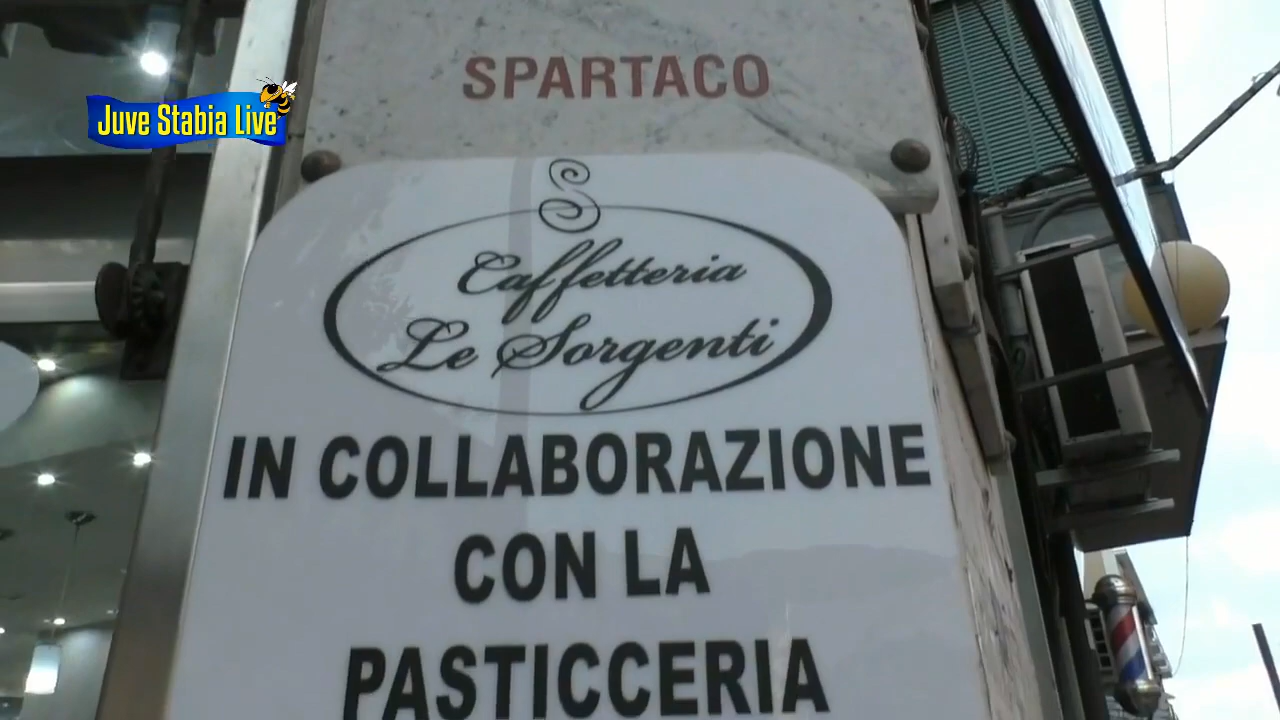 SPARTACO
Juve Stabia Live
S
Caffetteria
Le Sorgenti
IN COLLABORAZIONE
CON LA
PASTICCERIA